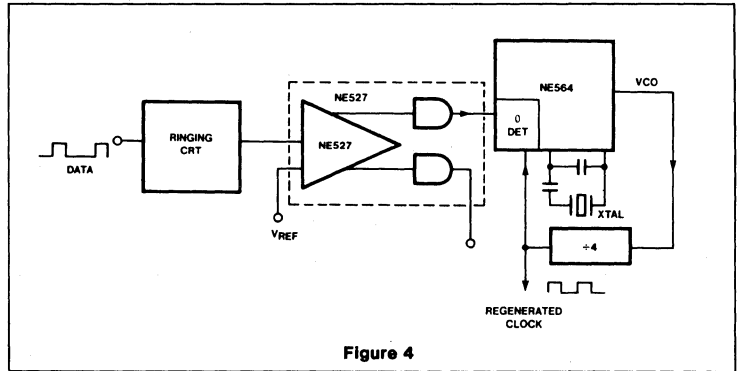 NE527
NE564
VCO
RINGING
CRT
NE527
0
DET
DATA
VREF
XTAL
÷4
REGENERATED
CLOCK
Figure 4